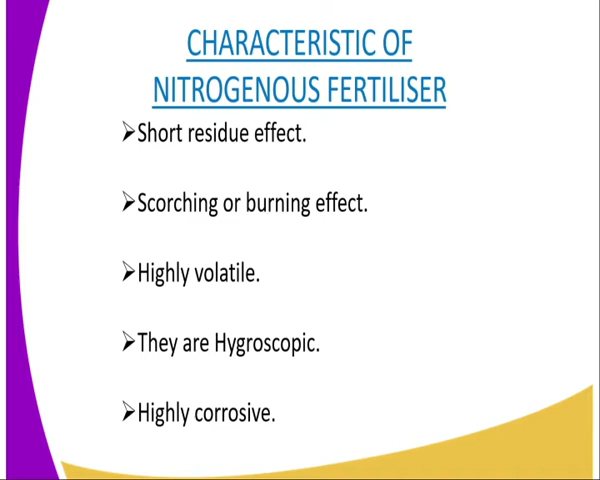 CHARACTERISTIC OF
NITROGENOUS FERTILISER
➢Short residue effect.
➢Scorching or burning effect.
➢Highly volatile.
➢They are Hygroscopic.
➢Highly corrosive.